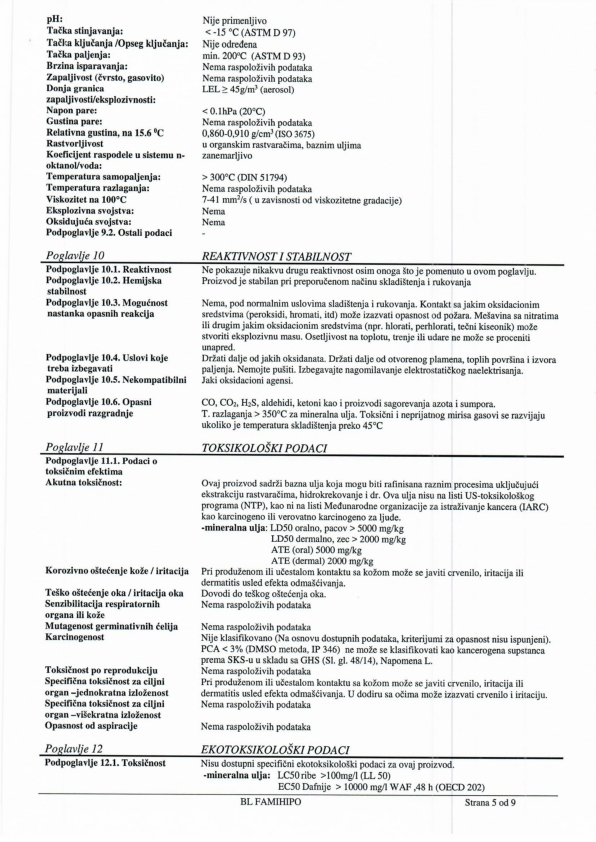 pH: Nije primenljivo
Tačka stinjavanja: < -15 °C (ASTM D 97)
Tačka ključanja /Opseg ključanja: Nije određena
Tačka paljenja: min. 200°C (ASTM D 93)
Brzina isparavanja: Nema raspoloživih podataka
Zapaljivost (čvrsto, gasovito) Nema raspoloživih podataka
Donja granica LEL ≥ 45g/m³ (aerosol)
zapaljivosti/eksplozivnosti:
Napon pare: < 0.1hPa (20°C)
Gustina pare: Nema raspoloživih podataka
Relativna gustina, na 15.6 ⁰C 0,860-0,910 g/cm³ (ISO 3675)
Rastvorljivost u organskim rastvaračima, baznim uljima
Koeficijent raspodele u sistemu n- zanemarljivo
oktanol/voda:
Temperatura samopaljenja: > 300°C (DIN 51794)
Temperatura razlaganja: Nema raspoloživih podataka
Viskozitet na 100°C 7-41 mm²/s ( u zavisnosti od viskozitetne gradacije)
Eksplozivna svojstva: Nema
Oksidujuća svojstva: Nema
Podpoglavlje 9.2. Ostali podaci -
Poglavlje 10 REAKTIVNOST I STABILNOST
Podpoglavlje 10.1. Reaktivnost Ne pokazuje nikakvu drugu reaktivnost osim onoga što je pomenuto u ovom poglavlju.
Podpoglavlje 10.2. Hemijska Proizvod je stabilan pri preporučenom načinu skladištenja i rukovanja
stabilnost
Podpoglavlje 10.3. Mogućnost Nema, pod normalnim uslovima sladištenja i rukovanja. Kontakt sa jakim oksidacionim
nastanka opasnih reakcija sredstvima (peroksidi, hromati, itd) može izazvati opasnost od požara. Mešavina sa nitratima
ili drugim jakim oksidacionim sredstvima (npr. hlorati, perhlorati, tečni kiseonik) može
stvoriti eksplozivnu masu. Osetljivost na toplotu, trenje ili udare ne može se proceniti
unapred.
Podpoglavlje 10.4. Uslovi koje Držati dalje od jakih oksidanata. Držati dalje od otvorenog plamena, toplih površina i izvora
treba izbegavati paljenja. Nemojte pušiti. Izbegavajte nagomilavanje elektrostatičkog naelektrisanja.
Podpoglavlje 10.5. Nekompatibilni Jaki oksidacioni agensi.
materijali
Podpoglavlje 10.6. Opasni CO, CO₂, H₂S, aldehidi, ketoni kao i proizvodi sagorevanja azota i sumpora.
proizvodi razgradnje T. razlaganja > 350°C za mineralna ulja. Toksični i neprijatnog mirisa gasovi se razvijaju
ukoliko je temperatura skladištenja preko 45°C
Poglavlje 11 TOKSIKOLOŠKI PODACI
Podpoglavlje 11.1. Podaci o
toksičnim efektima
Akutna toksičnost: Ovaj proizvod sadrži bazna ulja koja mogu biti rafinisana raznim procesima uključujući
ekstrakciju rastvaračima, hidrokrekovanje i dr. Ova ulja nisu na listi US-toksikološkog
programa (NTP), kao ni na listi Međunarodne organizacije za istraživanje kancera (IARC)
kao karcinogeno ili verovatno karcinogeno za ljude.
-mineralna ulja: LD50 oralno, pacov > 5000 mg/kg
LD50 dermalno, zec > 2000 mg/kg
ATE (oral) 5000 mg/kg
ATE (dermal) 2000 mg/kg
Korozivno oštećenje kože / iritacija Pri produženom ili učestalom kontaktu sa kožom može se javiti crvenilo, iritacija ili
dermatitis usled efekta odmašćivanja.
Teško oštećenje oka / iritacija oka Dovodi do teškog oštećenja oka.
Senzibilitacija respiratornih Nema raspoloživih podataka
organa ili kože
Mutagenost germinativnih ćelija Nema raspoloživih podataka
Karcinogenost Nije klasifikovano (Na osnovu dostupnih podataka, kriterijumi za opasnost nisu ispunjeni).
PCA < 3% (DMSO metoda, IP 346) ne može se klasifikovati kao kancerogena supstanca
prema SKS-u u skladu sa GHS (Sl. gl. 48/14), Napomena L.
Toksičnost po reprodukciju Nema raspoloživih podataka
Specifična toksičnost za ciljni Pri produženom ili učestalom kontaktu sa kožom može se javiti crvenilo, iritacija ili
organ –jednokratna izloženost dermatitis usled efekta odmašćivanja. U dodiru sa očima može izazvati crvenilo i iritaciju.
Specifična toksičnost za ciljni Nema raspoloživih podataka
organ –višekratna izloženost
Opasnost od aspiracije Nema raspoloživih podataka
Poglavlje 12 EKOTOKSIKOLOŠKI PODACI
Podpoglavlje 12.1. Toksičnost Nisu dostupni specifični ekotoksikološki podaci za ovaj proizvod.
-mineralna ulja: LC50 ribe >100mg/l (LL 50)
EC50 Dafnije > 10000 mg/l WAF ,48 h (OECD 202)
BL FAMIHIPO Strana 5 od 9